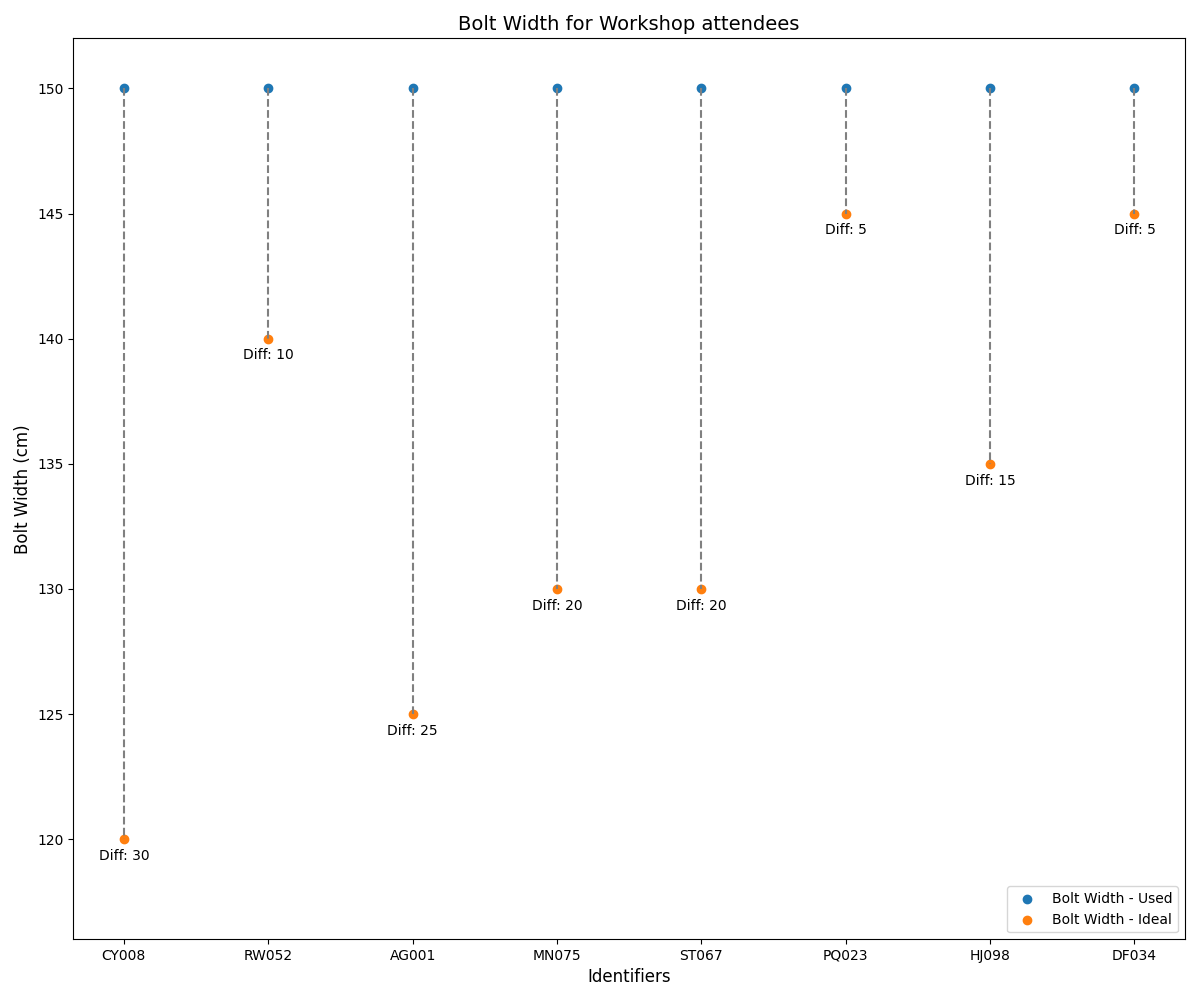 Bolt Width for Workshop attendees
Bolt Width (cm)
150
145
140
135
130
125
120
Diff: 30
Diff: 10
Diff: 25
Diff: 20
Diff: 20
Diff: 5
Diff: 15
Diff: 5
Bolt Width - Used
Bolt Width - Ideal
CY008 RW052 AG001 MN075 ST067 PQ023 HJ098 DF034
Identifiers